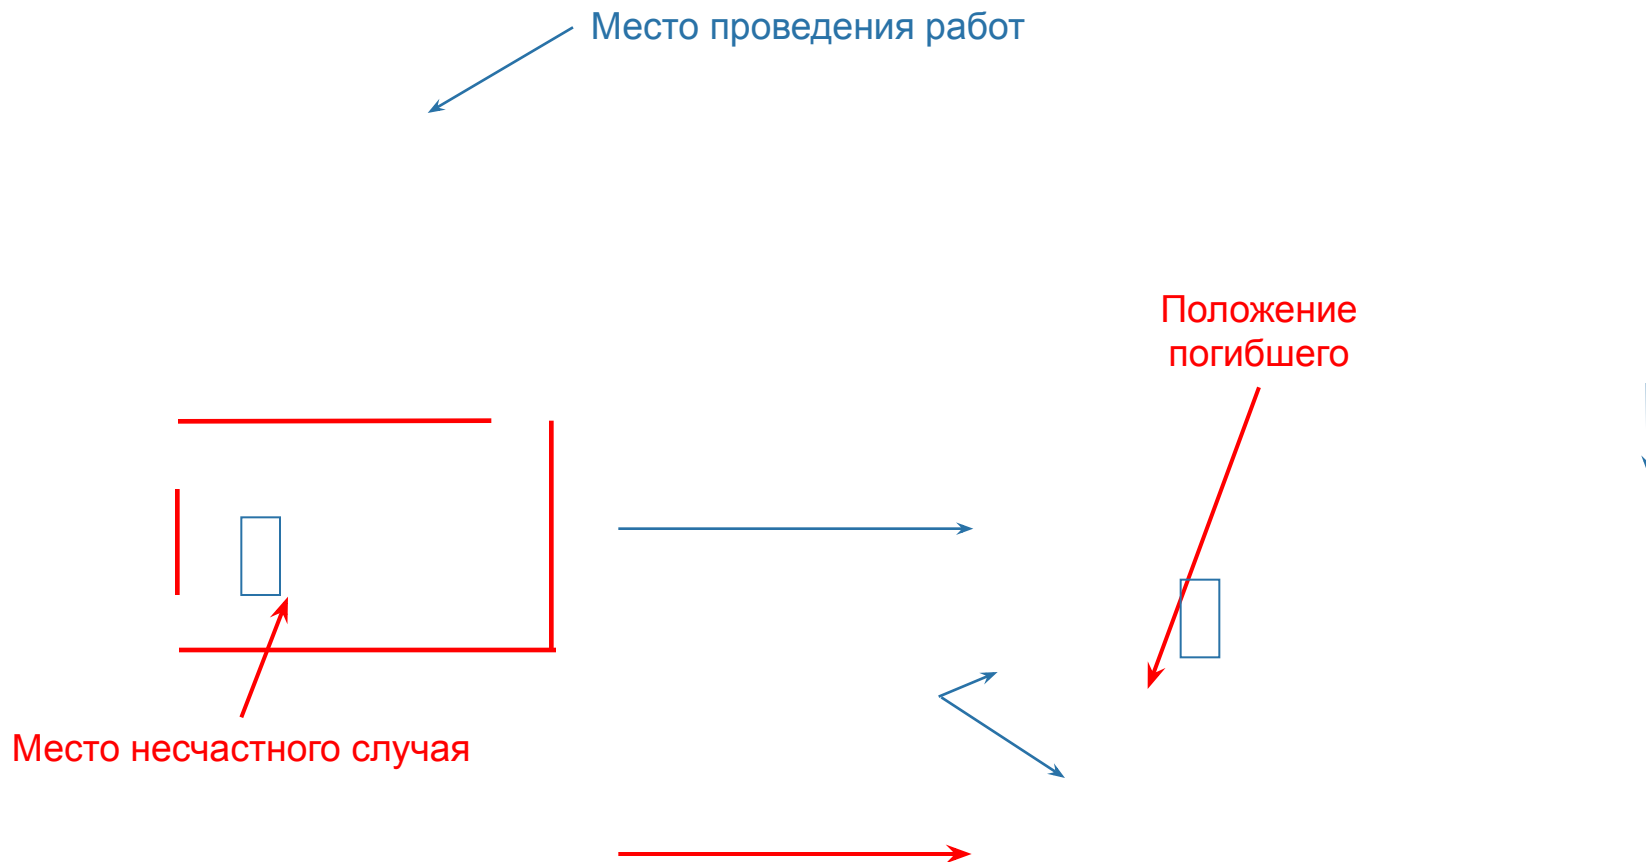 Место проведения работ
Положение
погибшего
Место несчастного случая